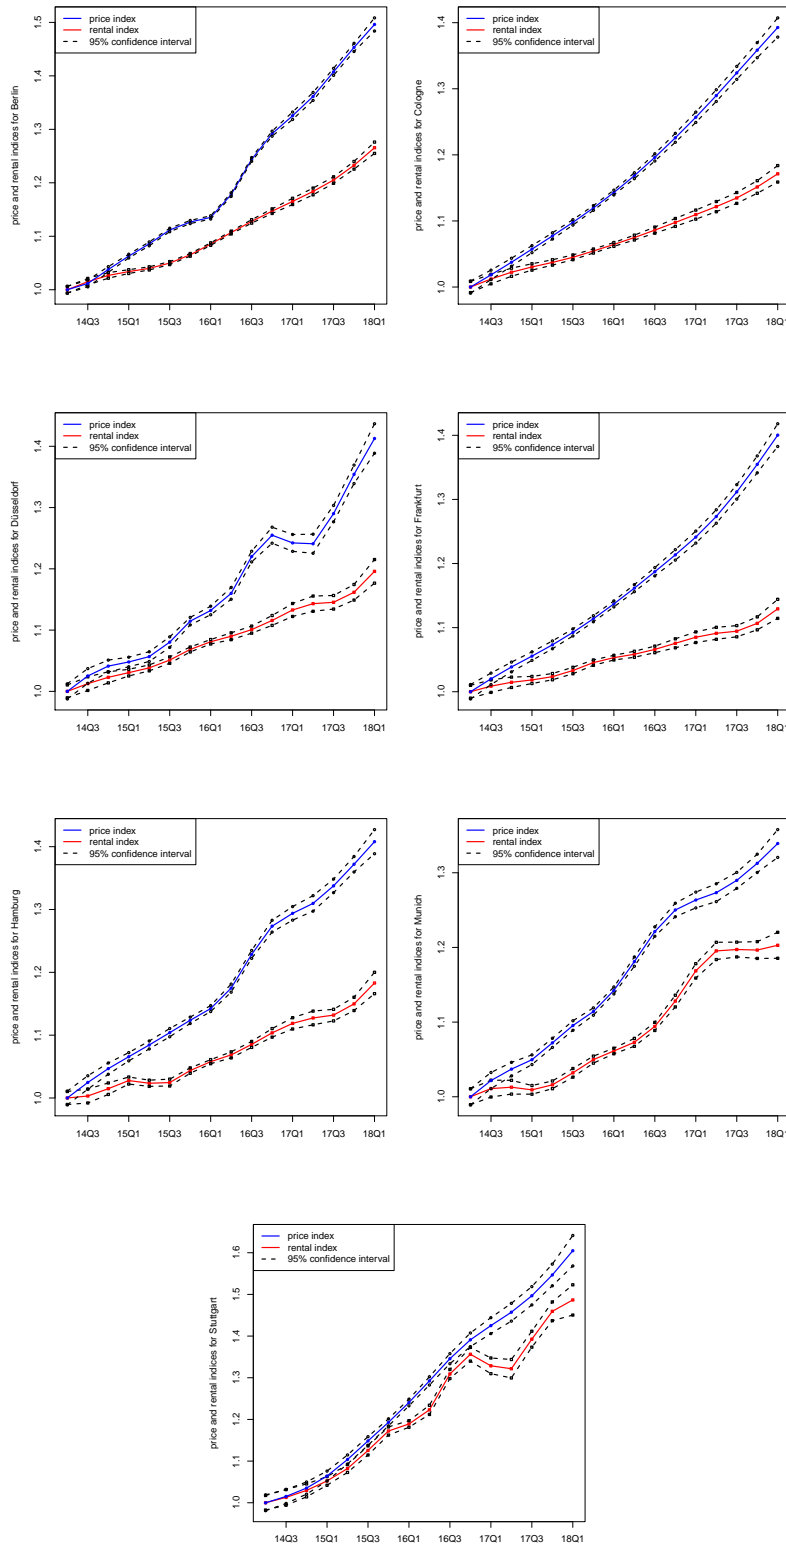 price and rental indices for Berlin
1.0 1.1 1.2 1.3 1.4 1.5
price index
rental index
95% confidence interval
14Q3 15Q1 15Q3 16Q1 16Q3 17Q1 17Q3 18Q1
price and rental indices for Cologne
1.0 1.1 1.2 1.3 1.4
price index
rental index
95% confidence interval
14Q3 15Q1 15Q3 16Q1 16Q3 17Q1 17Q3 18Q1
price and rental indices for Düsseldorf
1.0 1.1 1.2 1.3 1.4
price index
rental index
95% confidence interval
14Q3 15Q1 15Q3 16Q1 16Q3 17Q1 17Q3 18Q1
price and rental indices for Frankfurt
1.0 1.1 1.2 1.3 1.4
price index
rental index
95% confidence interval
14Q3 15Q1 15Q3 16Q1 16Q3 17Q1 17Q3 18Q1
price and rental indices for Hamburg
1.0 1.1 1.2 1.3 1.4
price index
rental index
95% confidence interval
14Q3 15Q1 15Q3 16Q1 16Q3 17Q1 17Q3 18Q1
price and rental indices for Munich
1.0 1.1 1.2 1.3
price index
rental index
95% confidence interval
14Q3 15Q1 15Q3 16Q1 16Q3 17Q1 17Q3 18Q1
price and rental indices for Stuttgart
1.0 1.1 1.2 1.3 1.4 1.5 1.6
price index
rental index
95% confidence interval
14Q3 15Q1 15Q3 16Q1 16Q3 17Q1 17Q3 18Q1